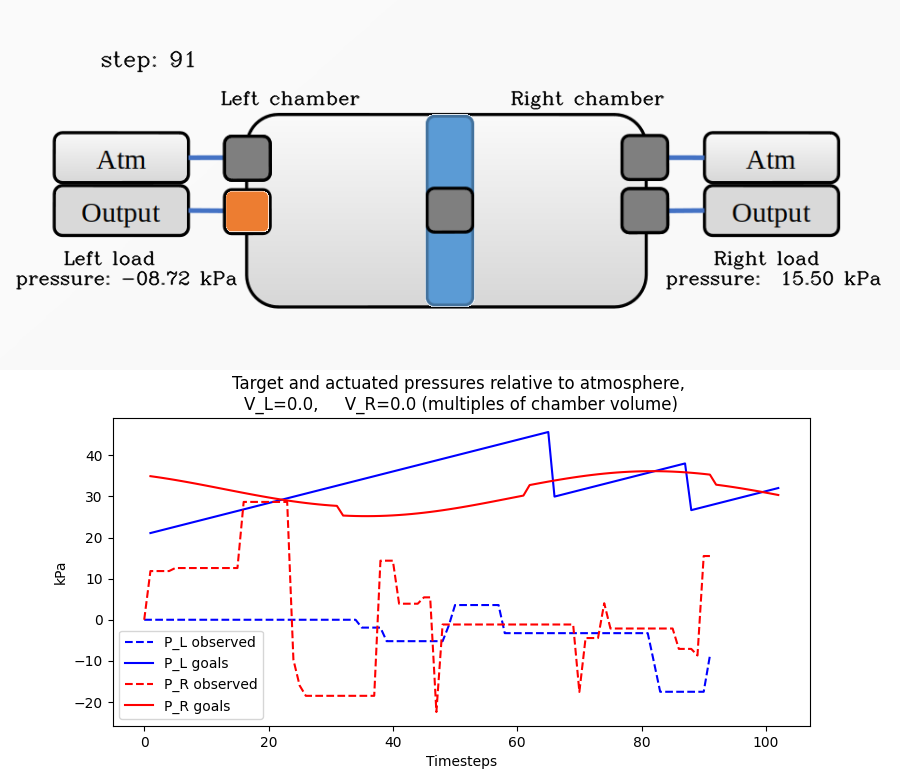 step: 91
Left chamber
Right chamber
Atm
Atm
Output
Output
Left load
pressure: -08.72 kPa
Right load
pressure:  15.50 kPa
Target and actuated pressures relative to atmosphere,
V_L=0.0,     V_R=0.0 (multiples of chamber volume)
kPa
40
30
20
10
0
−10
−20
P_L observed
P_L goals
P_R observed
P_R goals
0 20 40 60 80 100
Timesteps